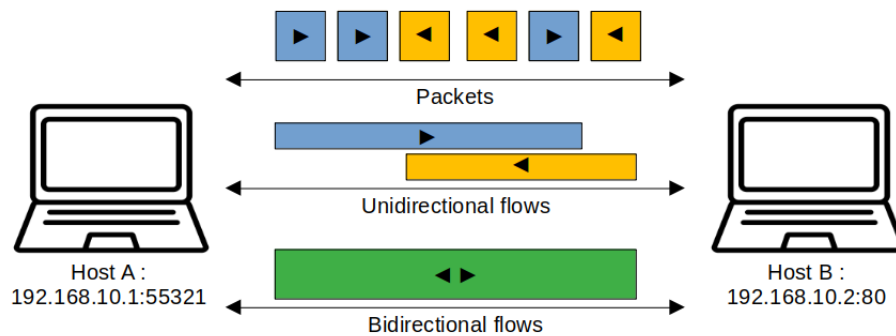 Packets
Unidirectional flows
Host A :
192.168.10.1:55321
Host B :
192.168.10.2:80
Bidirectional flows